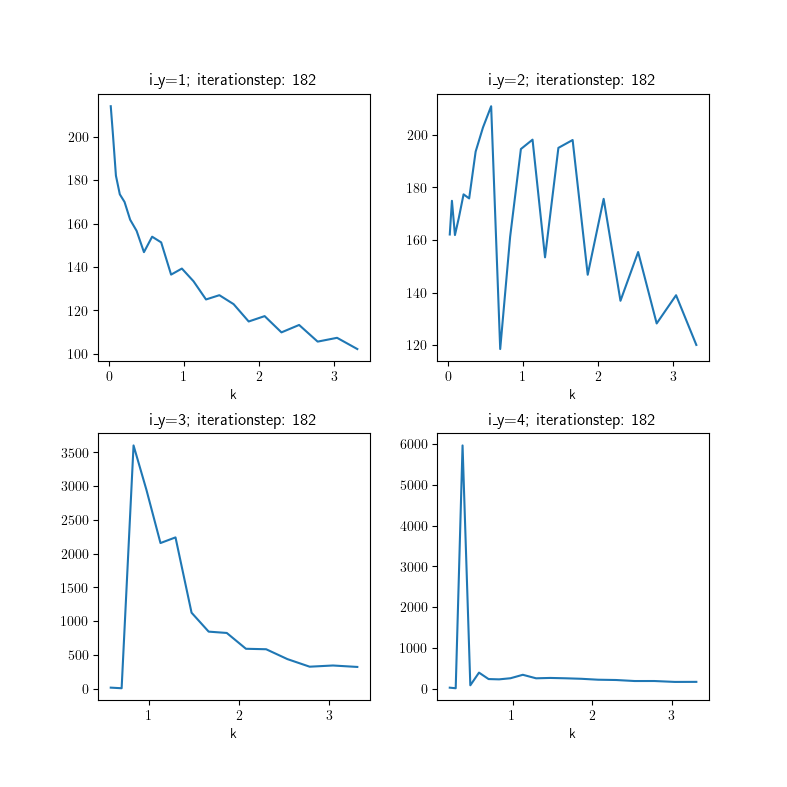 i_y=1; iterationstep: 182
200
180
160
140
120
100
0 1 2 3
k
i_y=2; iterationstep: 182
200
180
160
140
120
0 1 2 3
k
i_y=3; iterationstep: 182
3500
3000
2500
2000
1500
1000
500
0
1 2 3
k
i_y=4; iterationstep: 182
6000
5000
4000
3000
2000
1000
0
1 2 3
k